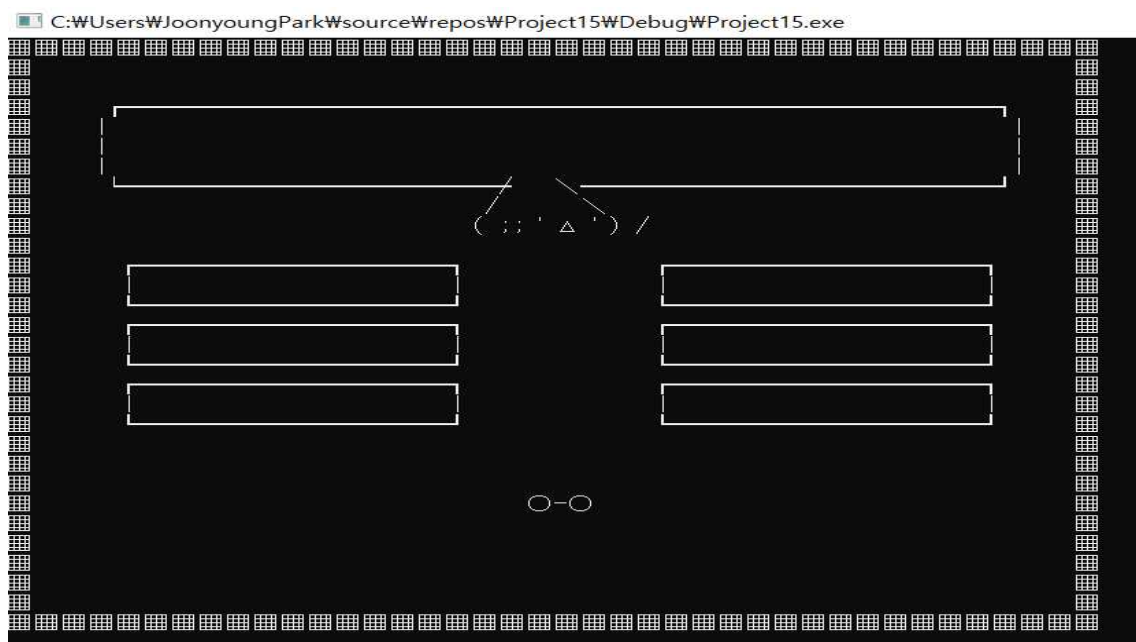 C:₩Users₩JoonyoungPark₩source₩repos₩Project15₩Debug₩Project15.exe
( ;; ' △ ') /
○-○